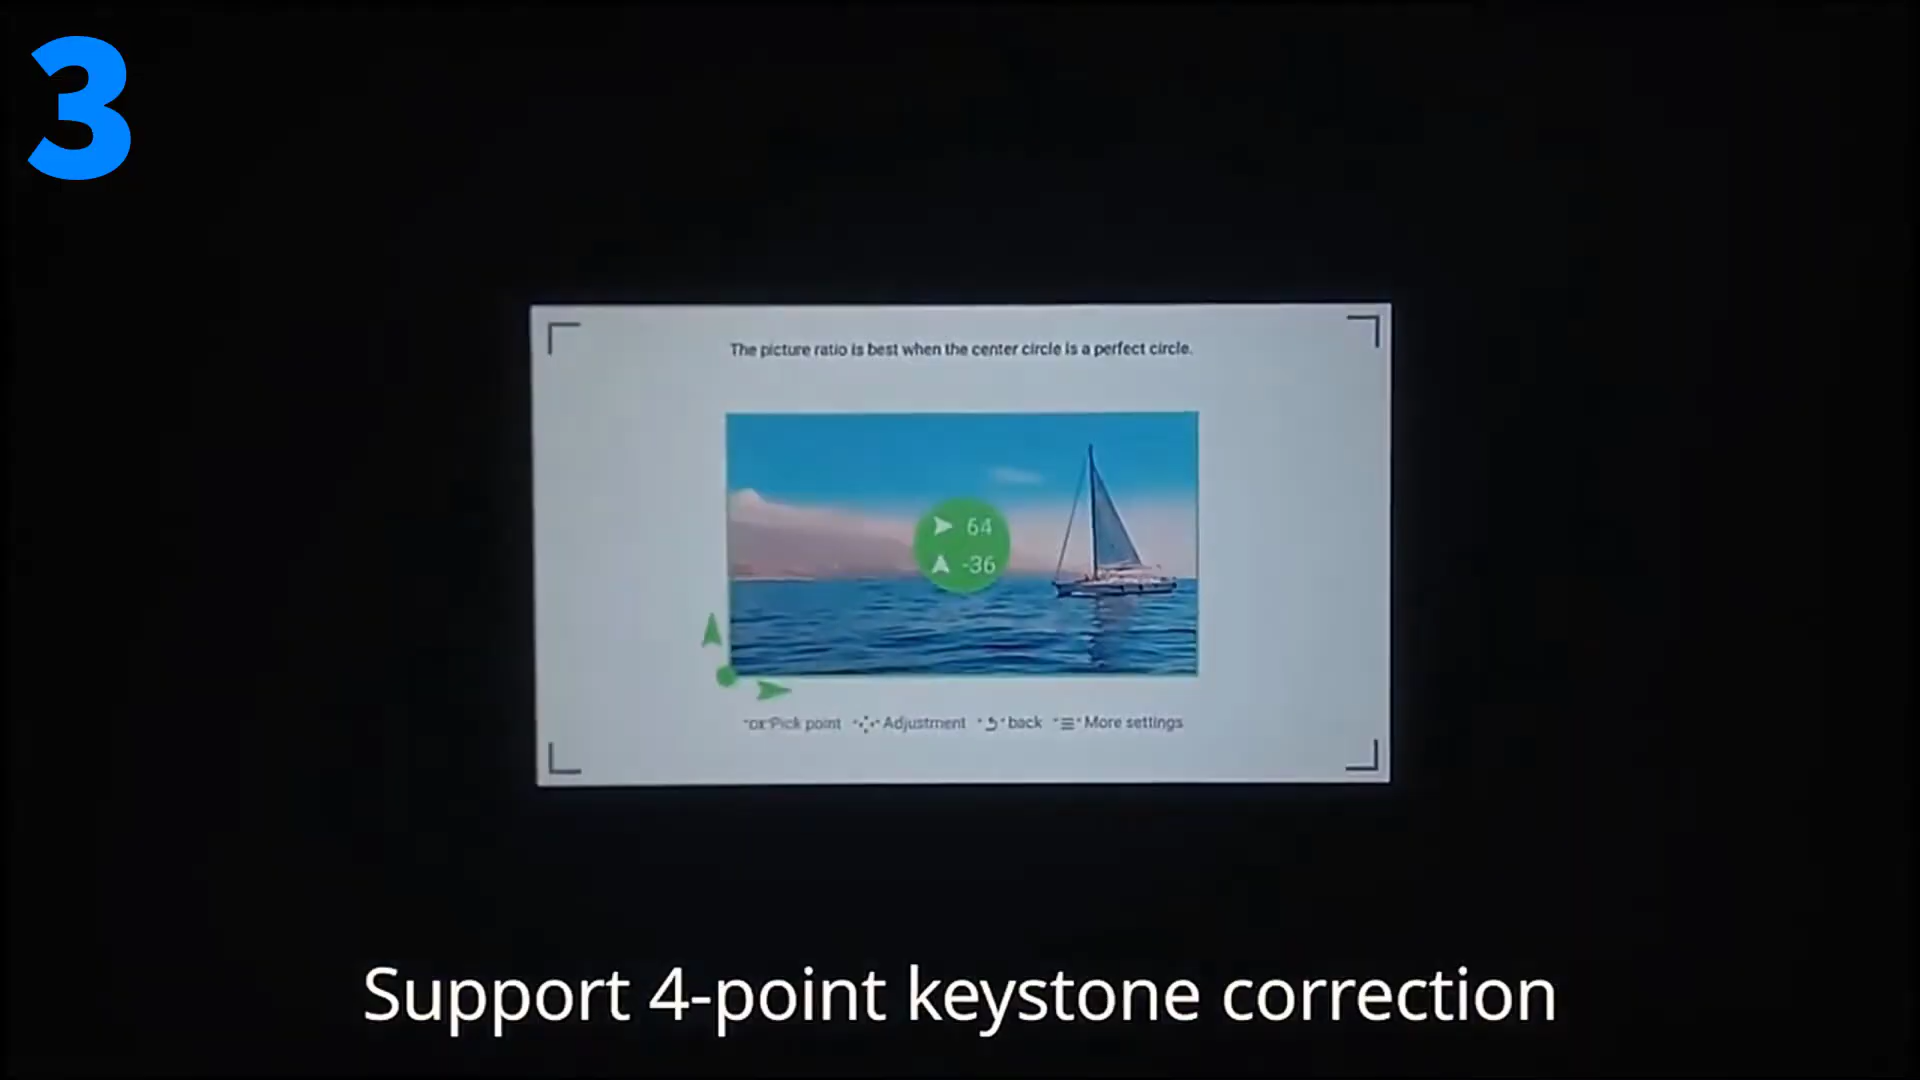 3
The picture ratio is best when the center circle is a perfect circle.
64
-36
"OK"Pick point " "Adjustment " "back " "More settings
Support 4-point keystone correction